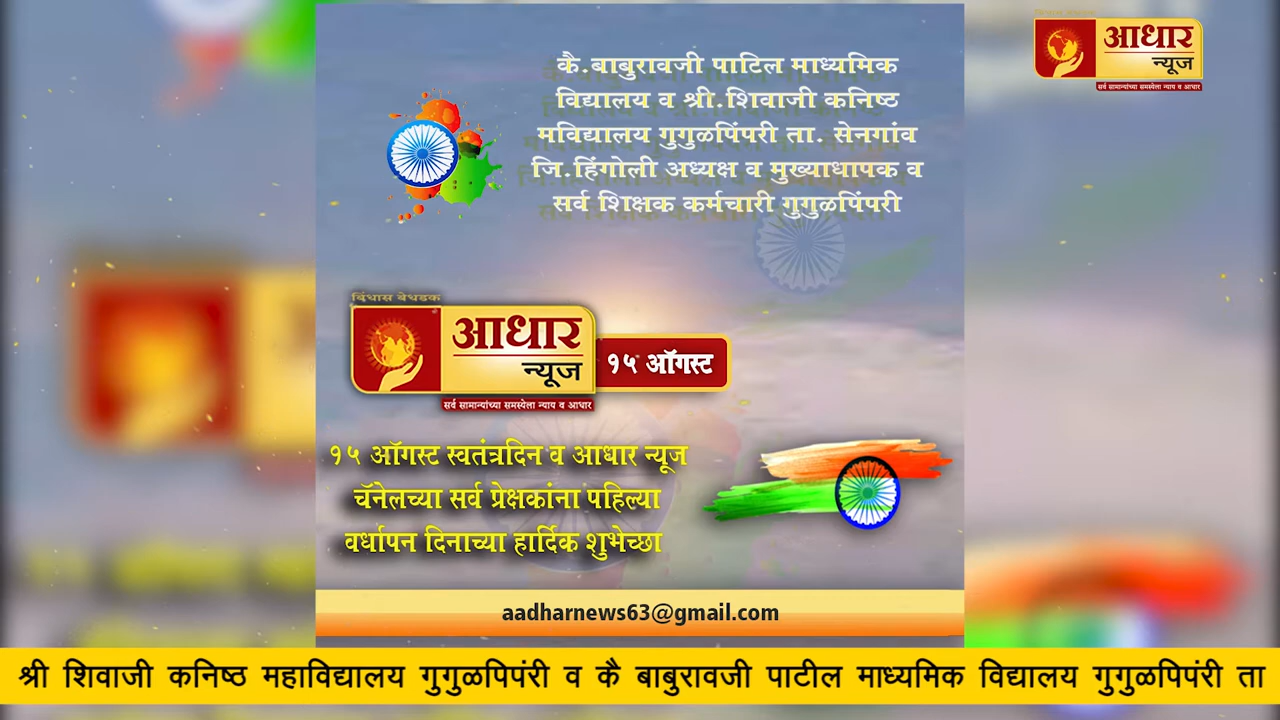 आधार
न्यूज
सर्व सामान्यांच्या समस्येला न्याय व आधार
कै.बाबुरावजी पाटिल माध्यमिक
विद्यालय व श्री.शिवाजी कनिष्ठ
मविद्यालय गुगुळपिंपरी ता. सेनगांव
जि.हिंगोली अध्यक्ष व मुख्याधापक व
सर्व शिक्षक कर्मचारी गुगुळपिंपरी
बिंधास बेधडक
आधार
न्यूज
१५ ऑगस्ट
सर्व सामान्यांच्या समस्येला न्याय व आधार
१५ ऑगस्ट स्वतंत्रदिन व आधार न्यूज
चॅनेलच्या सर्व प्रेक्षकांना पहिल्या
वर्धापन दिनाच्या हार्दिक शुभेच्छा
aadharnews63@gmail.com
श्री शिवाजी कनिष्ठ महाविद्यालय गुगुळपिपंरी व कै बाबुरावजी पाटील माध्यमिक विद्यालय गुगुळपिपंरी ता